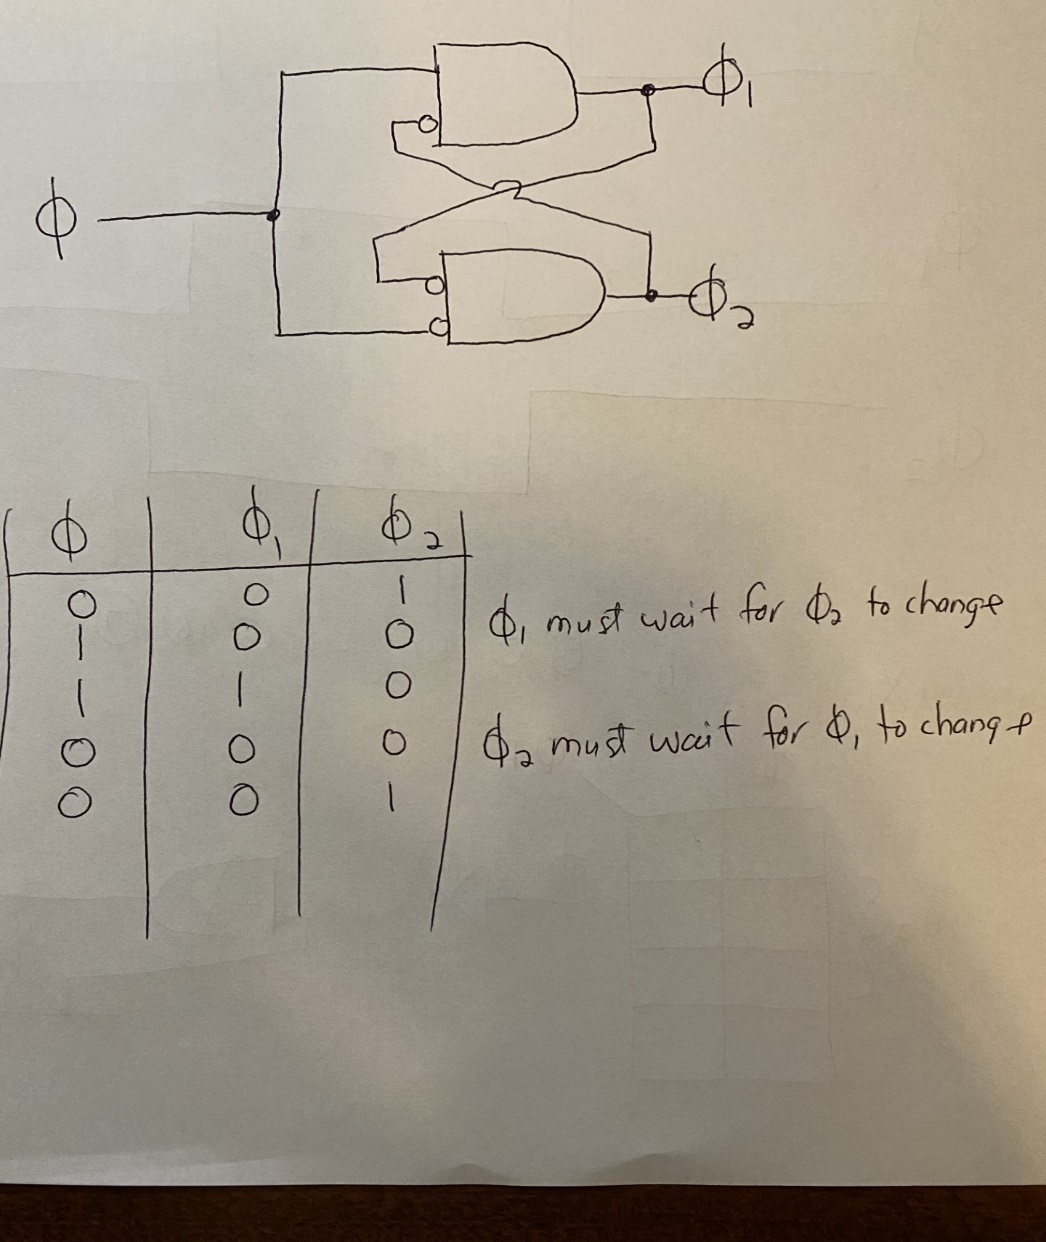 ϕ₁
ϕ
ϕ₂
ϕ ϕ₁ ϕ₂
0 0 1
ϕ₁ must wait for ϕ₂ to change
1 0 0
1 1 0
ϕ₂ must wait for ϕ₁ to change
0 0 0
0 0 1